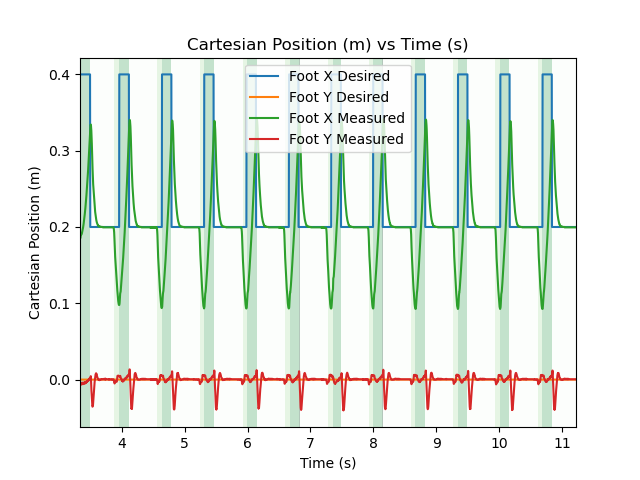 Cartesian Position (m) vs Time (s)
Foot X Desired
Foot Y Desired
Foot X Measured
Foot Y Measured
Cartesian Position (m)
0.4
0.3
0.2
0.1
0.0
4 5 6 7 8 9 10 11
Time (s)